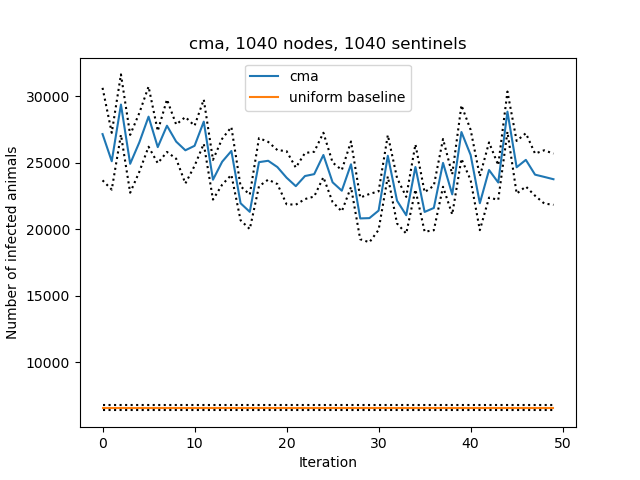 cma, 1040 nodes, 1040 sentinels
cma
uniform baseline
Number of infected animals
30000
25000
20000
15000
10000
0 10 20 30 40 50
Iteration